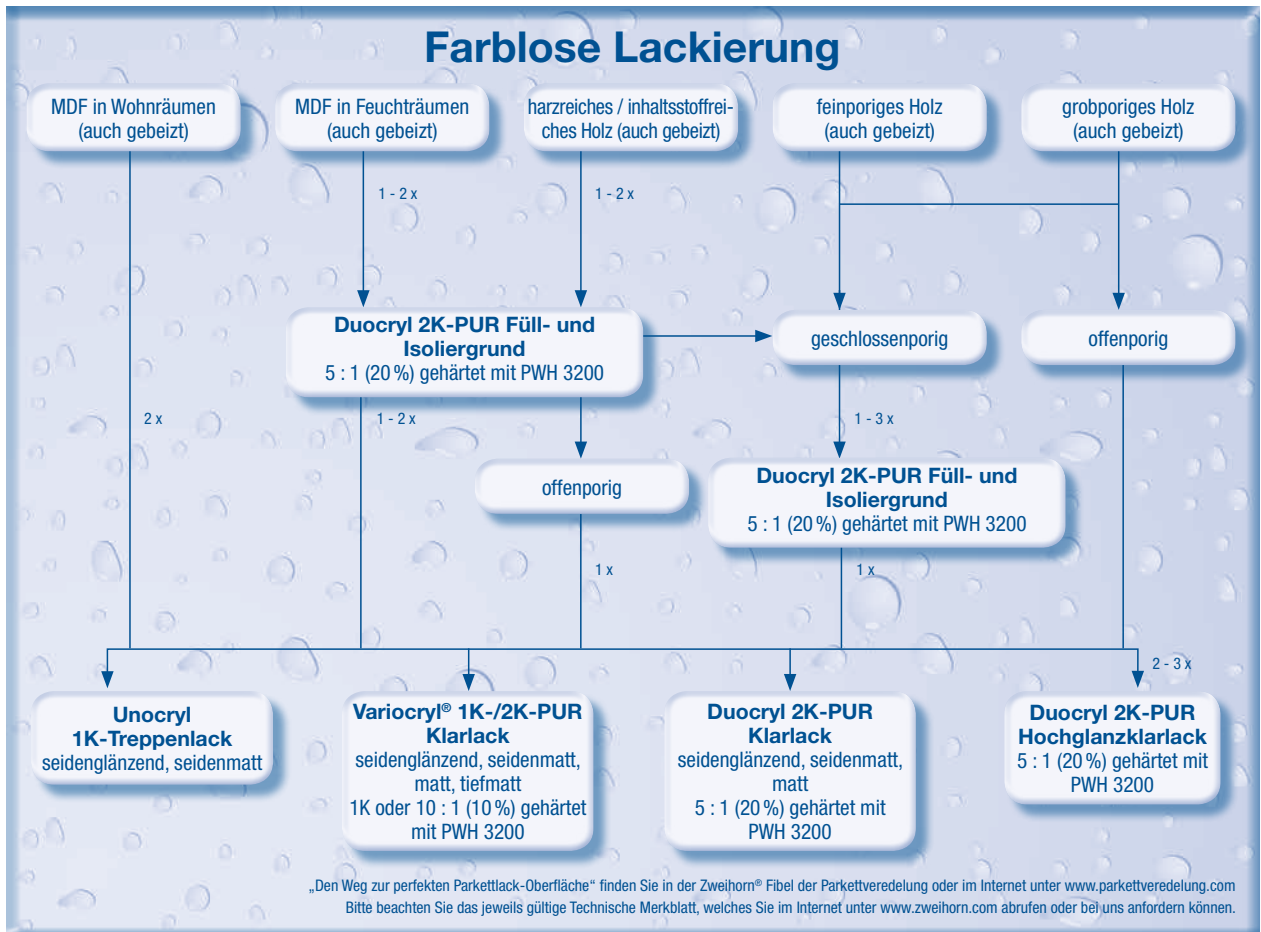 Farblose Lackierung
MDF in Wohnräumen
(auch gebeizt)
MDF in Feuchträumen
(auch gebeizt)
harzreiches / inhaltsstoffrei-
ches Holz (auch gebeizt)
feinporiges Holz
(auch gebeizt)
grobporiges Holz
(auch gebeizt)
1 - 2 x
1 - 2 x
Duocryl 2K-PUR Füll- und
Isoliergrund
5 : 1 (20 %) gehärtet mit PWH 3200
geschlossenporig
offenporig
2 x
1 - 2 x
1 - 3 x
offenporig
Duocryl 2K-PUR Füll- und
Isoliergrund
5 : 1 (20 %) gehärtet mit PWH 3200
1 x
1 x
2 - 3 x
Unocryl
1K-Treppenlack
seidenglänzend, seidenmatt
Variocryl® 1K-/2K-PUR
Klarlack
seidenglänzend, seidenmatt,
matt, tiefmatt
1K oder 10 : 1 (10 %) gehärtet
mit PWH 3200
Duocryl 2K-PUR
Klarlack
seidenglänzend, seidenmatt,
matt
5 : 1 (20 %) gehärtet mit
PWH 3200
Duocryl 2K-PUR
Hochglanzklarlack
5 : 1 (20 %) gehärtet mit
PWH 3200
„Den Weg zur perfekten Parkettlack-Oberfläche“ finden Sie in der Zweihorn® Fibel der Parkettveredelung oder im Internet unter www.parkettveredelung.com
Bitte beachten Sie das jeweils gültige Technische Merkblatt, welches Sie im Internet unter www.zweihorn.com abrufen oder bei uns anfordern können.